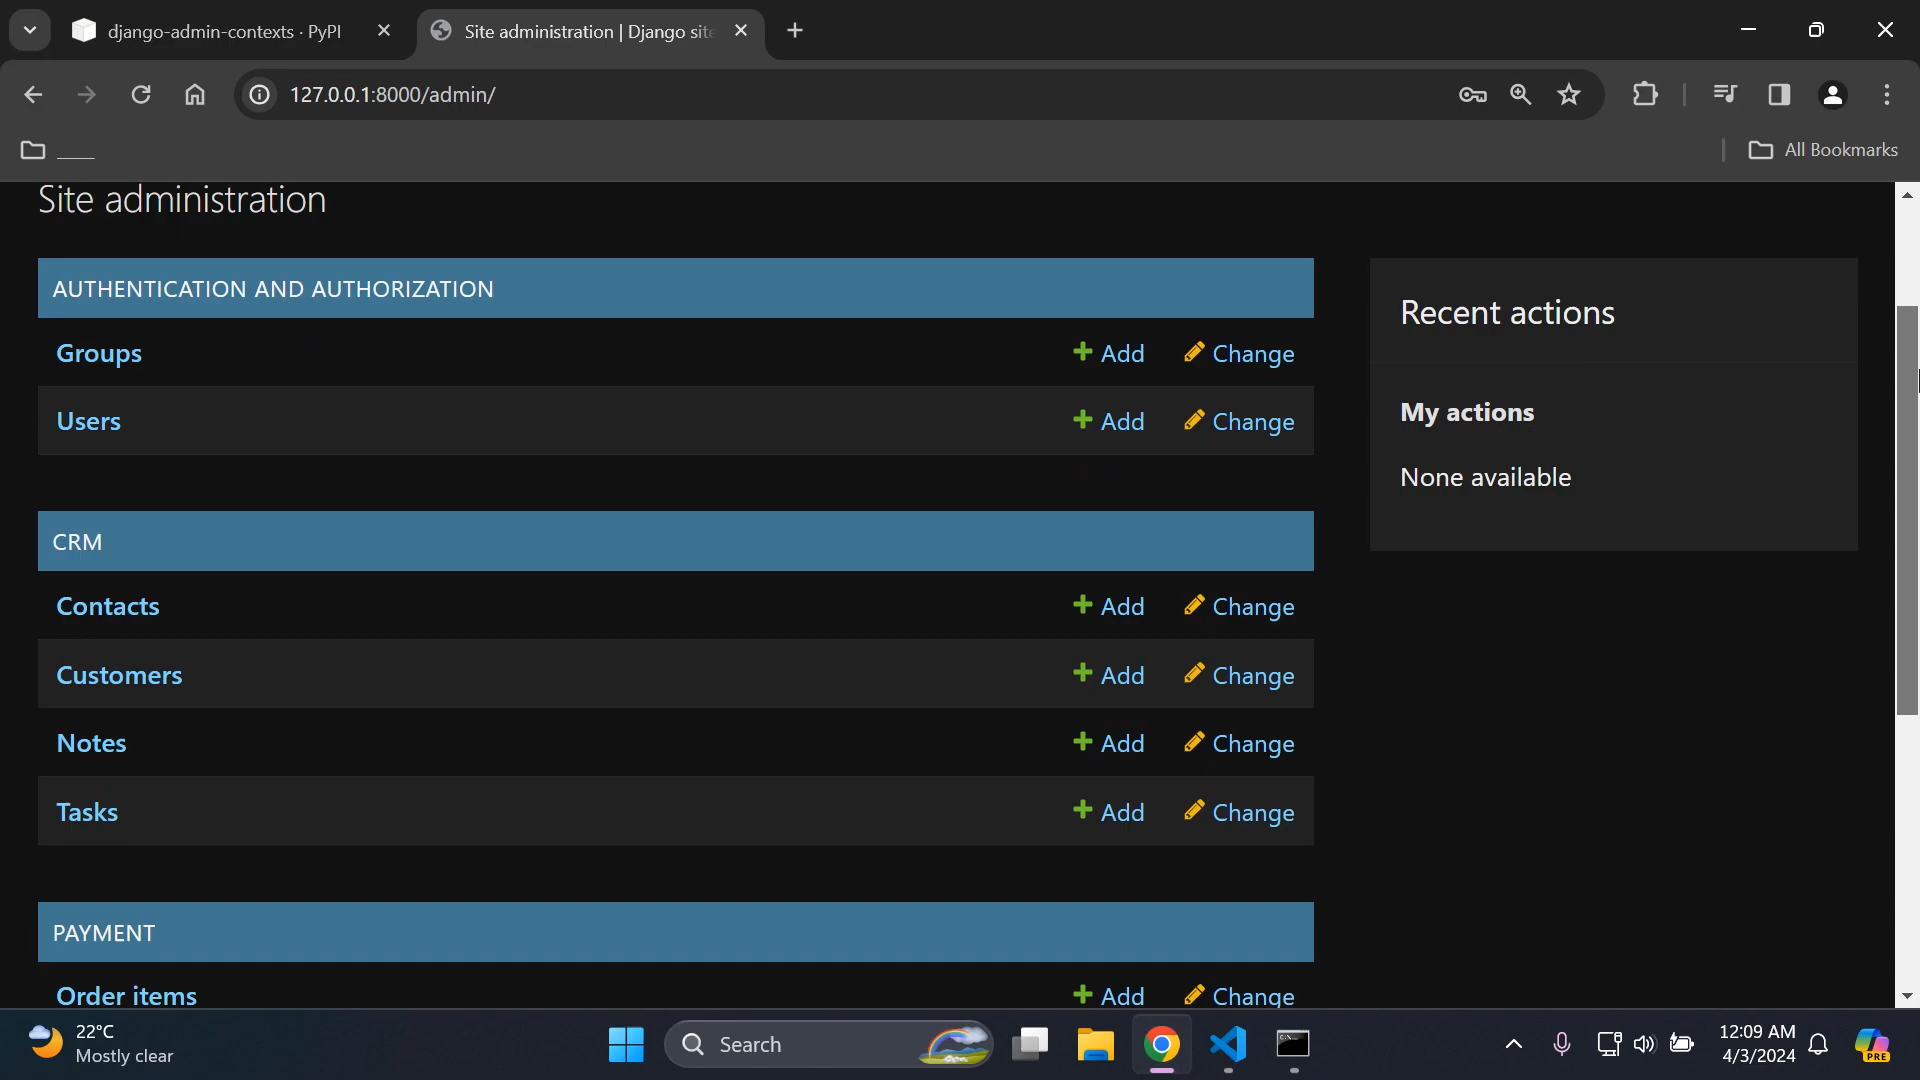 django-admin-contexts · PyPI
Site administration | Django site
127.0.0.1:8000/admin/
All Bookmarks
Site administration
AUTHENTICATION AND AUTHORIZATION
Groups Add Change
Users Add Change
CRM
Contacts Add Change
Customers Add Change
Notes Add Change
Tasks Add Change
PAYMENT
Order items Add Change
Recent actions
My actions
None available
22°C
Mostly clear
Search
12:09 AM
4/3/2024
PRE